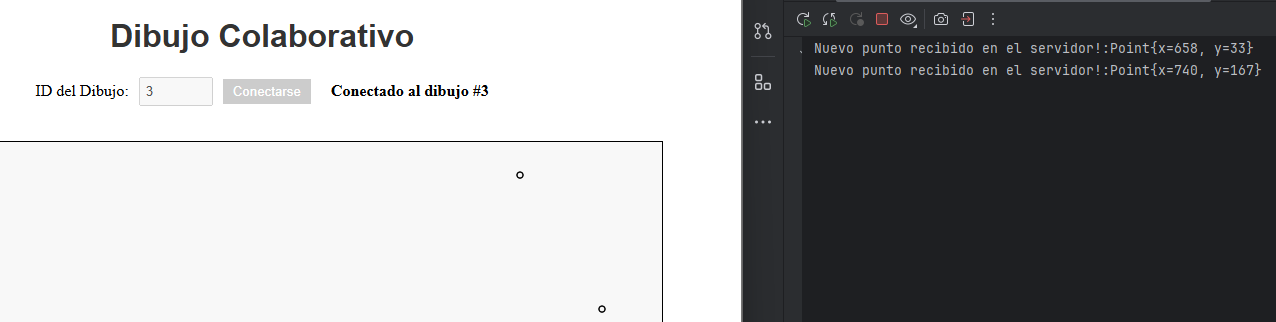 Dibujo Colaborativo
ID del Dibujo: 3 Conectarse Conectado al dibujo #3
Nuevo punto recibido en el servidor!:Point{x=658, y=33}
Nuevo punto recibido en el servidor!:Point{x=740, y=167}